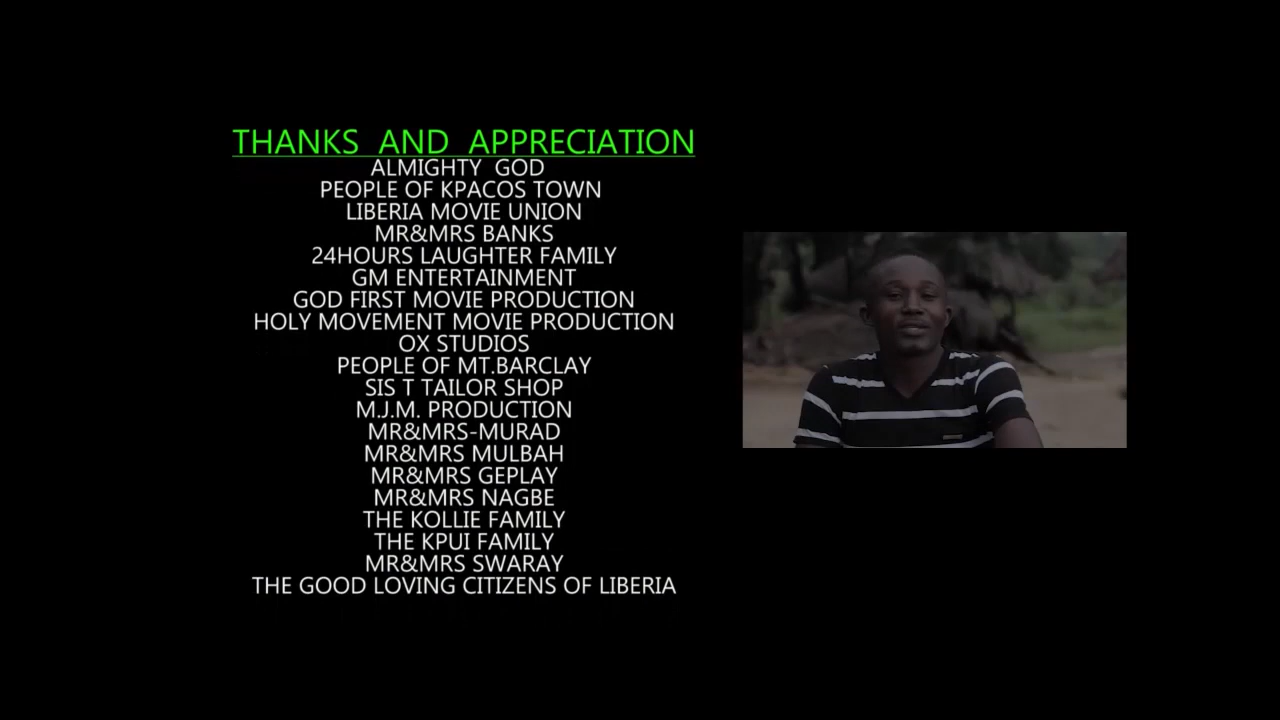 THANKS AND APPRECIATION
ALMIGHTY GOD
PEOPLE OF KPACOS TOWN
LIBERIA MOVIE UNION
MR&MRS BANKS
24HOURS LAUGHTER FAMILY
GM ENTERTAINMENT
GOD FIRST MOVIE PRODUCTION
HOLY MOVEMENT MOVIE PRODUCTION
OX STUDIOS
PEOPLE OF MT.BARCLAY
SIS T TAILOR SHOP
M.J.M. PRODUCTION
MR&MRS-MURAD
MR&MRS MULBAH
MR&MRS GEPLAY
MR&MRS NAGBE
THE KOLLIE FAMILY
THE KPUI FAMILY
MR&MRS SWARAY
THE GOOD LOVING CITIZENS OF LIBERIA